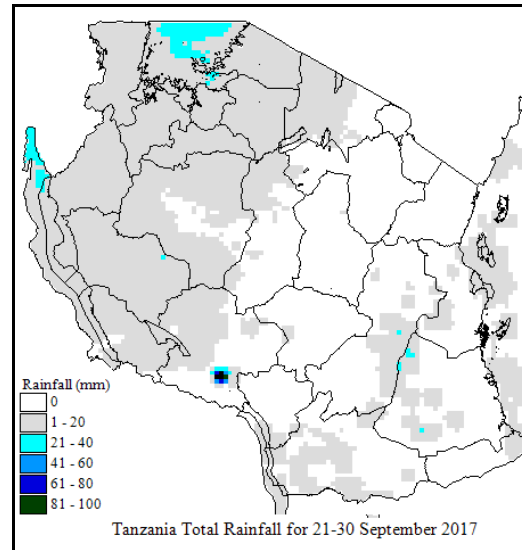 Rainfall (mm)
0
1 - 20
21 - 40
41 - 60
61 - 80
81 - 100
Tanzania Total Rainfall for 21-30 September 2017